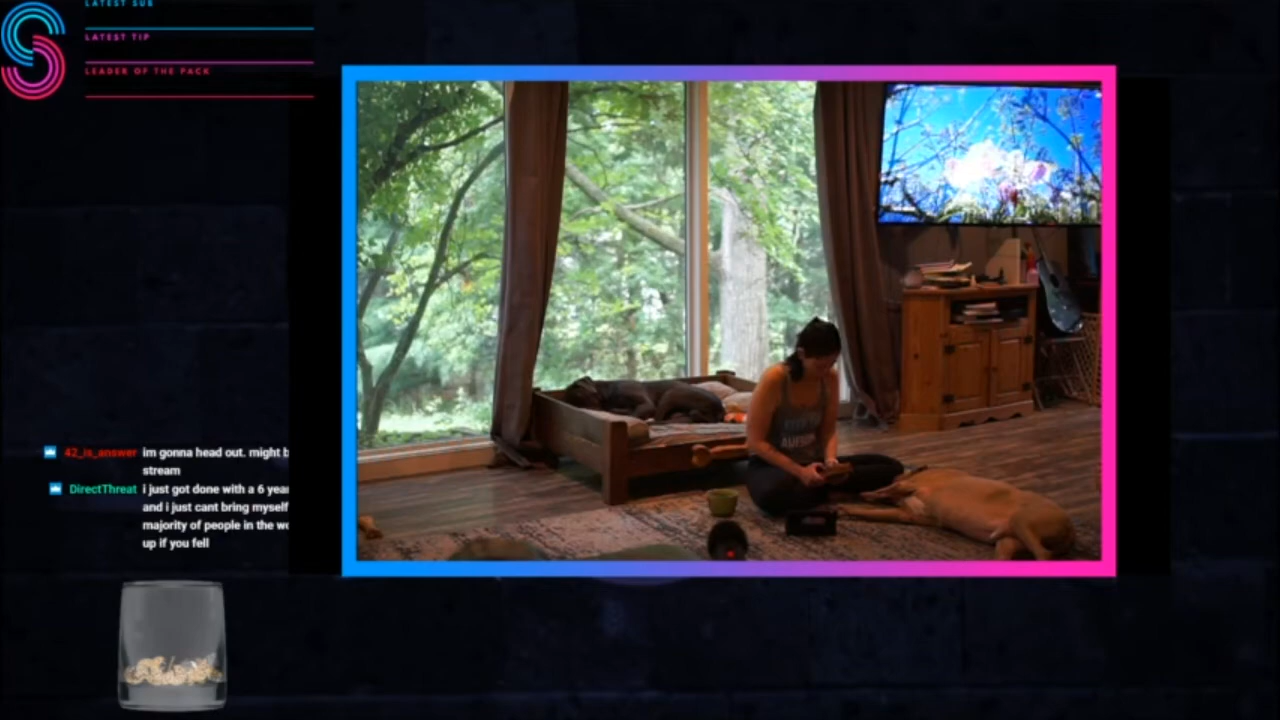 LATEST SUB
LATEST TIP
LEADER OF THE PACK
42_is_answer im gonna head out. might b
stream
DirectThreat i just got done with a 6 year
and i just cant bring myself
majority of people in the wo
up if you fell